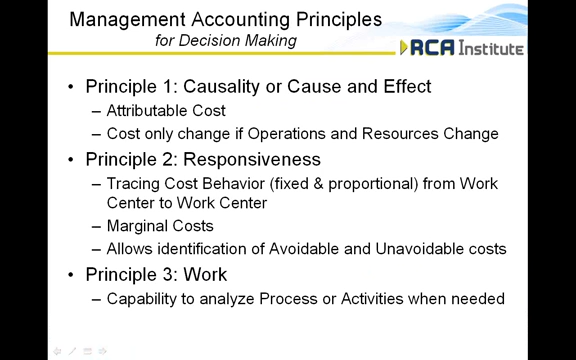 Management Accounting Principles
for Decision Making
RCA Institute
• Principle 1: Causality or Cause and Effect
– Attributable Cost
– Cost only change if Operations and Resources Change
• Principle 2: Responsiveness
– Tracing Cost Behavior (fixed & proportional) from Work
Center to Work Center
– Marginal Costs
– Allows identification of Avoidable and Unavoidable costs
• Principle 3: Work
– Capability to analyze Process or Activities when needed